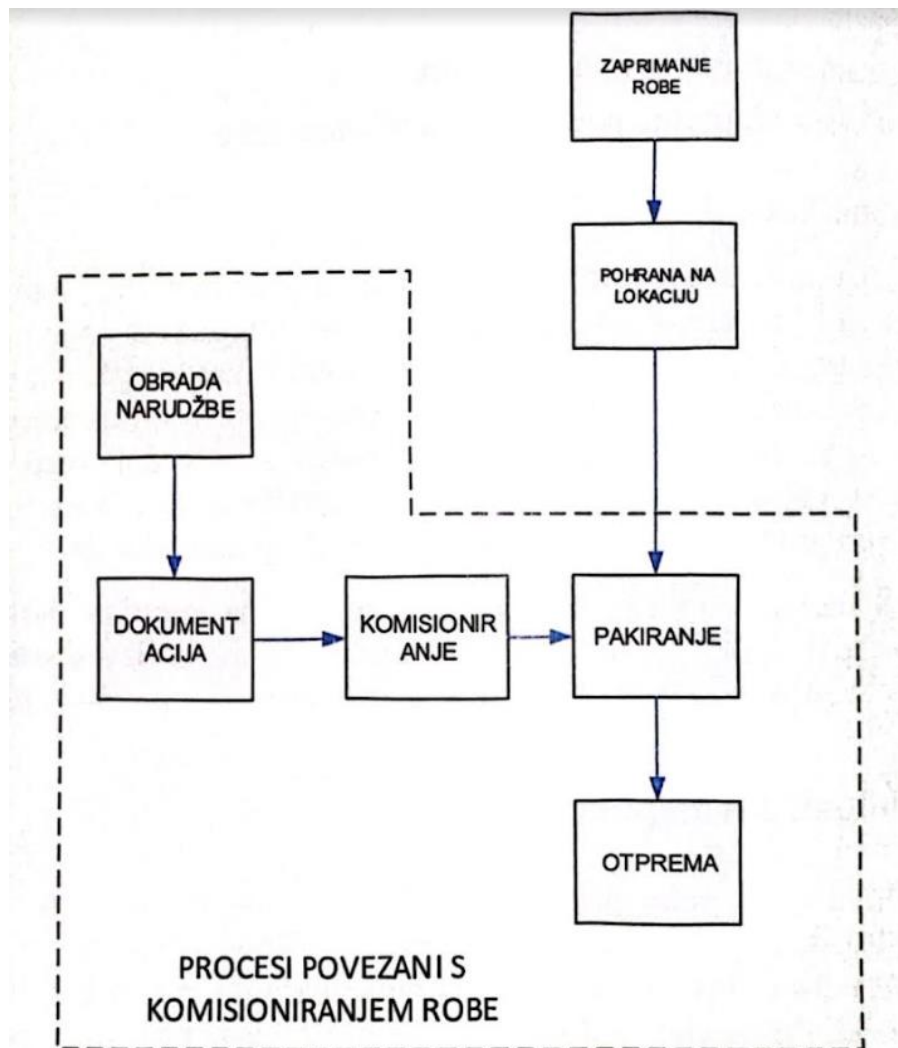 ZAPRIMANJE
ROBE
POHRANA NA
LOKACIJU
OBRADA
NARUDŽBE
DOKUMENT
ACIJA
KOMISIONIR
ANJE
PAKIRANJE
OTPREMA
PROCESI POVEZANI S
KOMISIONIRANJEM ROBE